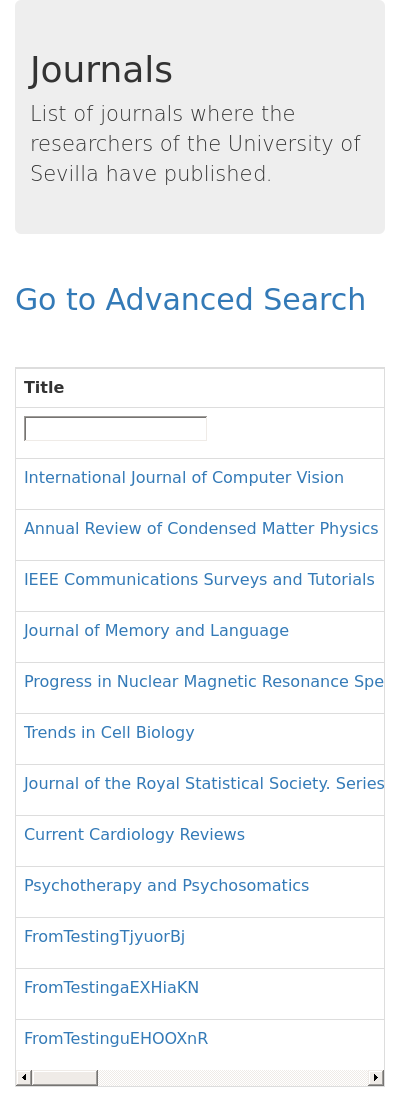 Journals
List of journals where the
researchers of the University of
Sevilla have published.
Go to Advanced Search
Title
International Journal of Computer Vision
Annual Review of Condensed Matter Physics
IEEE Communications Surveys and Tutorials
Journal of Memory and Language
Progress in Nuclear Magnetic Resonance Spe
Trends in Cell Biology
Journal of the Royal Statistical Society. Series
Current Cardiology Reviews
Psychotherapy and Psychosomatics
FromTestingTjyuorBj
FromTestingaEXHiaKN
FromTestinguEHOOXnR